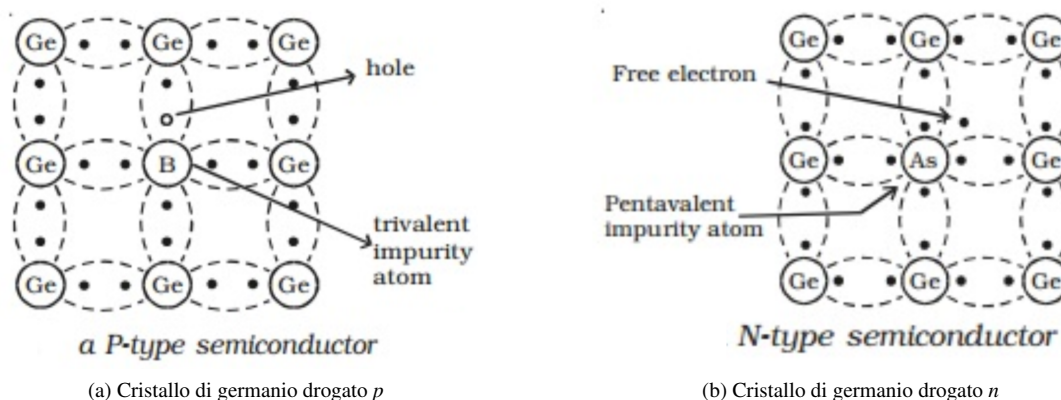 Ge Ge Ge
hole
Ge B Ge
trivalent
impurity
atom
Ge Ge Ge
a P-type semiconductor
(a) Cristallo di germanio drogato p
Ge Ge Ge
Free electron
Ge As Ge
Pentavalent
impurity atom
Ge Ge Ge
N-type semiconductor
(b) Cristallo di germanio drogato n